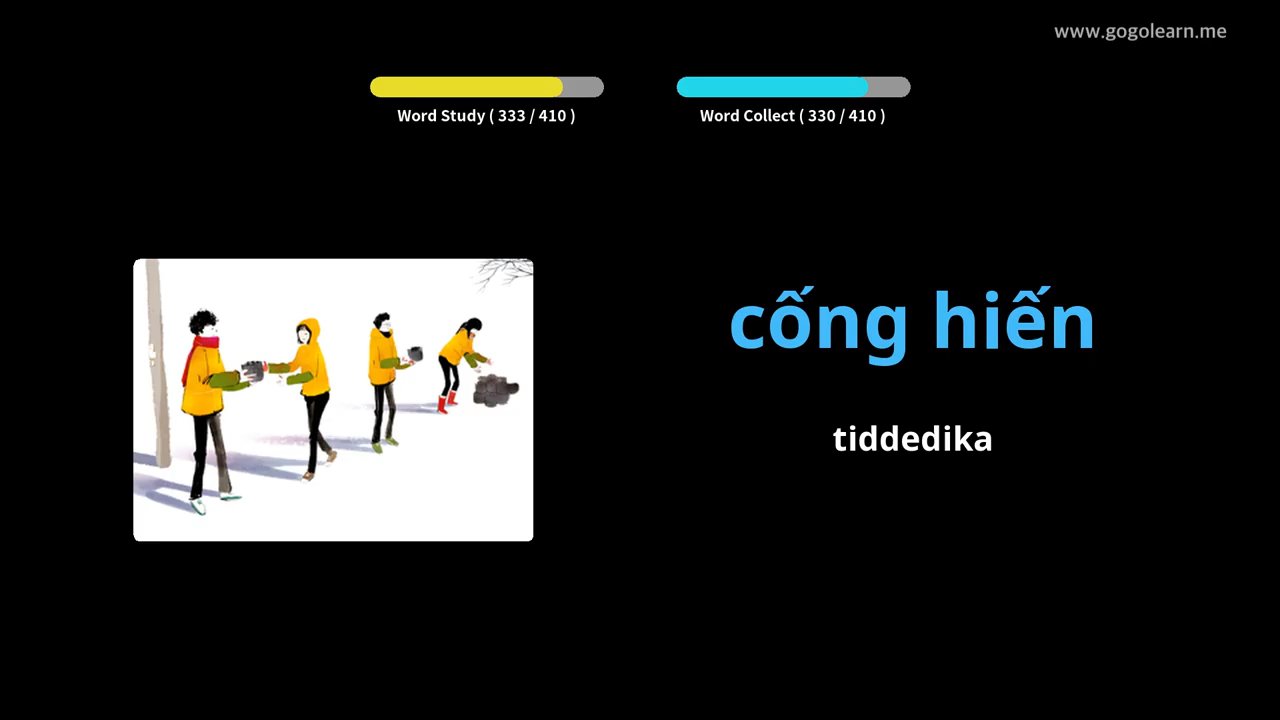 www.gogolearn.me
Word Study ( 333 / 410 )
Word Collect ( 330 / 410 )
cống hiến
tiddedika